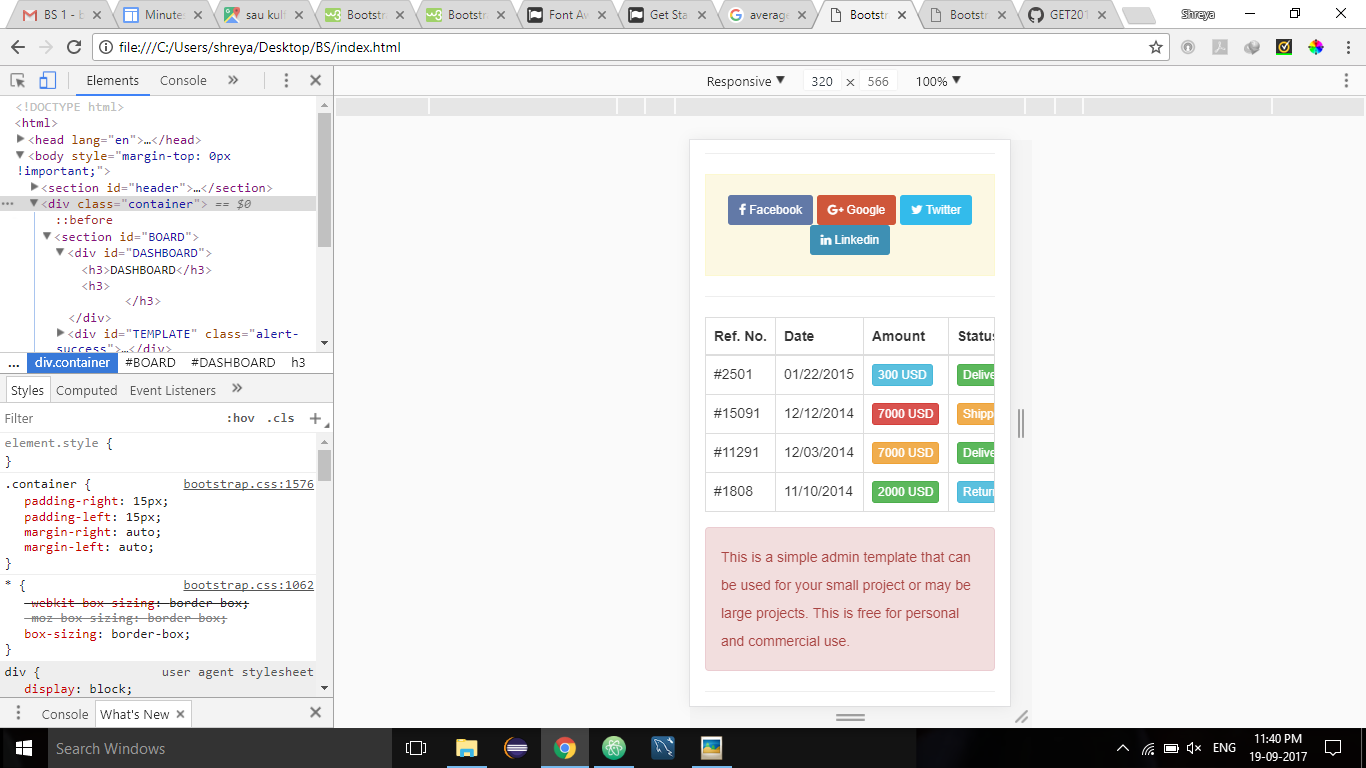 BS 1 - b
Minute
sau kulf
Bootstr
Bootstr
Font Aw
Get Sta
average
Bootstr
Bootstr
GET201
Shreya
file:///C:/Users/shreya/Desktop/BS/index.html
Elements Console »
Responsive ▼ 320 × 566 100% ▼
<!DOCTYPE html>
<html>
▶<head lang="en">…</head>
▼<body style="margin-top: 0px
!important;">
▶<section id="header">…</section>
▼<div class="container"> == $0
::before
▼<section id="BOARD">
▼<div id="DASHBOARD">
<h3>DASHBOARD</h3>
<h3>
</h3>
</div>
▶<div id="TEMPLATE" class="alert-
success">…</div>
... div.container #BOARD #DASHBOARD h3
Styles Computed Event Listeners »
Filter :hov .cls +
element.style {
}
.container { bootstrap.css:1576
padding-right: 15px;
padding-left: 15px;
margin-right: auto;
margin-left: auto;
}
* { bootstrap.css:1062
-webkit-box-sizing: border-box;
-moz-box-sizing: border-box;
box-sizing: border-box;
}
div { user agent stylesheet
display: block;
Console What's New ×
Facebook Google Twitter
Linkedin
Ref. No. Date Amount Status
#2501 01/22/2015 300 USD Delive
#15091 12/12/2014 7000 USD Shipp
#11291 12/03/2014 7000 USD Delive
#1808 11/10/2014 2000 USD Return
This is a simple admin template that can
be used for your small project or may be
large projects. This is free for personal
and commercial use.
Search Windows
ENG
11:40 PM
19-09-2017